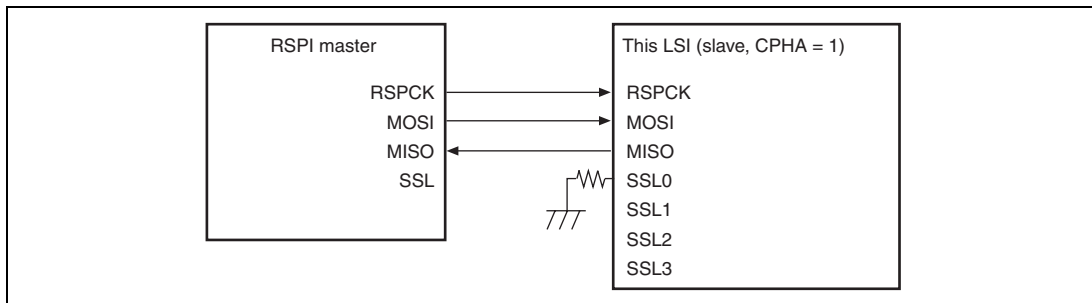 RSPI master
RSPCK
MOSI
MISO
SSL
This LSI (slave, CPHA = 1)
RSPCK
MOSI
MISO
SSL0
SSL1
SSL2
SSL3